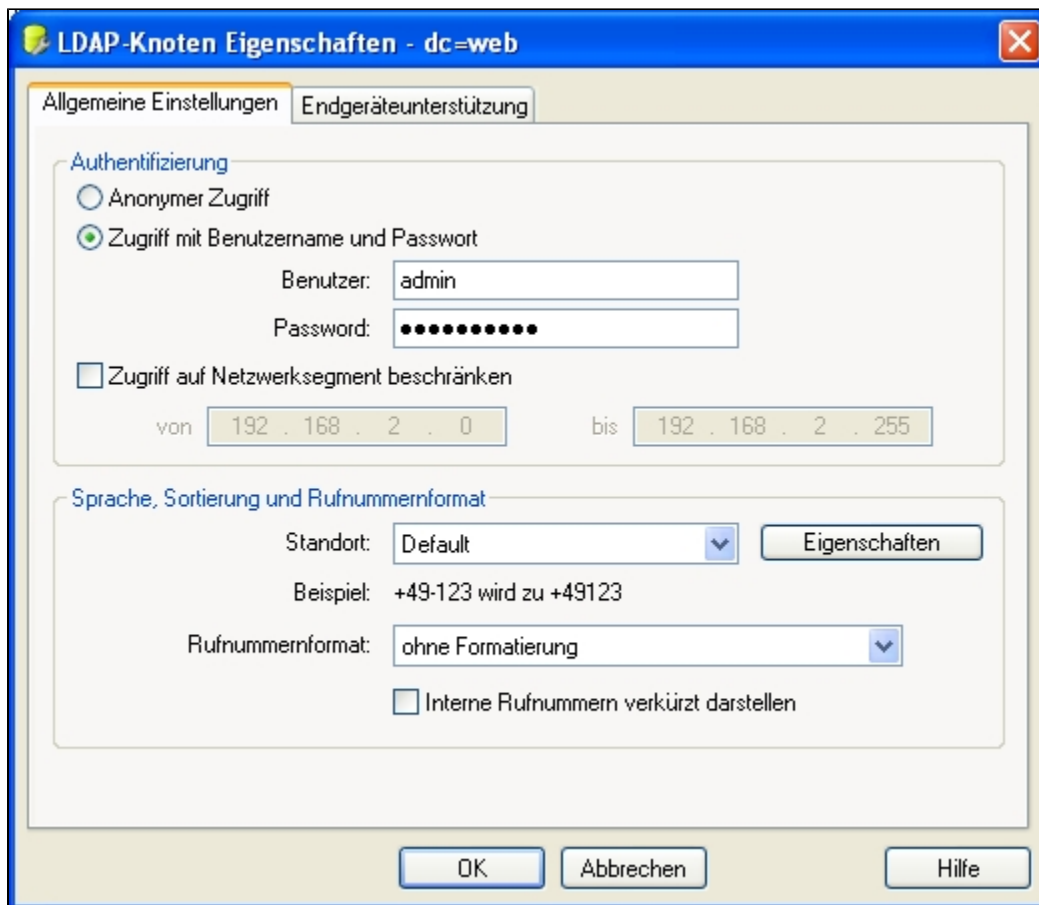 LDAP-Knoten Eigenschaften - dc=web
Allgemeine Einstellungen Endgeräteunterstützung
Authentifizierung
Anonymer Zugriff
Zugriff mit Benutzername und Passwort
Benutzer: admin
Password: ●●●●●●●●●●
Zugriff auf Netzwerksegment beschränken
von 192 . 168 . 2 . 0 bis 192 . 168 . 2 . 255
Sprache, Sortierung und Rufnummernformat
Standort: Default Eigenschaften
Beispiel: +49-123 wird zu +49123
Rufnummernformat: ohne Formatierung
Interne Rufnummern verkürzt darstellen
OK Abbrechen Hilfe